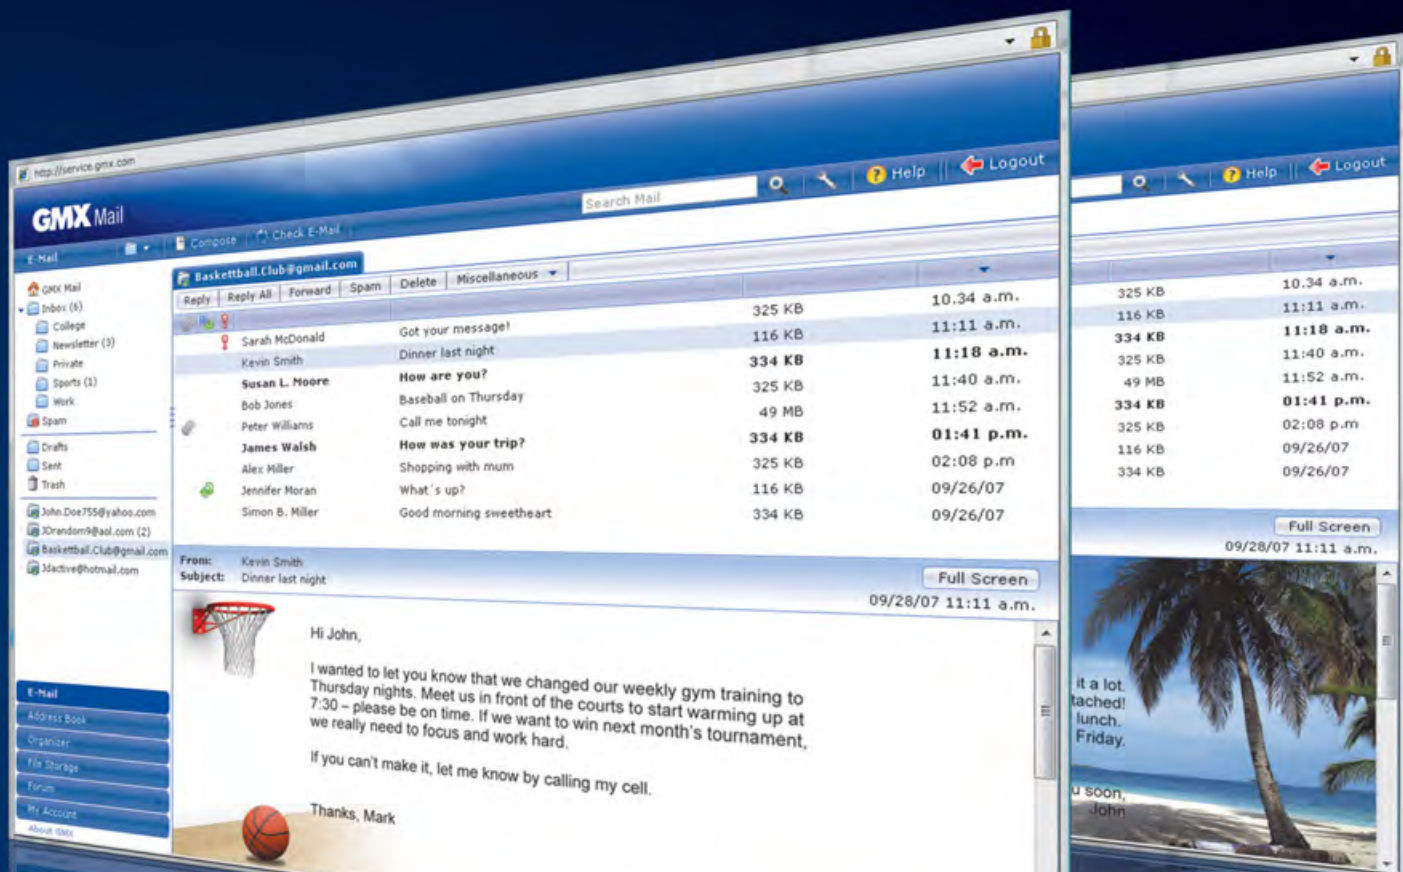 http://service.gmx.com
GMX Mail
Search Mail
Help
Logout
E-Mail
Compose
Check E-Mail
GMX Mail
Inbox (6)
College
Newsletter (3)
Private
Sports (1)
Work
Spam
Drafts
Sent
Trash
John.Doe755@yahoo.com
JDrandom9@aol.com (2)
Baskettball.Club@gmail.com
Jdactive@hotmail.com
E-Mail
Address Book
Organizer
File Storage
Forum
My Account
About GMX
Baskettball.Club@gmail.com
Reply Reply All Forward Spam Delete Miscellaneous
Sarah McDonald Got your message! 325 KB 10.34 a.m.
Kevin Smith Dinner last night 116 KB 11:11 a.m.
Susan L. Moore How are you? 334 KB 11:18 a.m.
Bob Jones Baseball on Thursday 325 KB 11:40 a.m.
Peter Williams Call me tonight 49 MB 11:52 a.m.
James Walsh How was your trip? 334 KB 01:41 p.m.
Alex Miller Shopping with mum 325 KB 02:08 p.m
Jennifer Moran What´s up? 116 KB 09/26/07
Simon B. Miller Good morning sweetheart 334 KB 09/26/07
From: Kevin Smith
Subject: Dinner last night
Full Screen
09/28/07 11:11 a.m.
Hi John,
I wanted to let you know that we changed our weekly gym training to
Thursday nights. Meet us in front of the courts to start warming up at
7:30 – please be on time. If we want to win next month's tournament,
we really need to focus and work hard.
If you can't make it, let me know by calling my cell.
Thanks, Mark
Help
Logout
325 KB 10.34 a.m.
116 KB 11:11 a.m.
334 KB 11:18 a.m.
325 KB 11:40 a.m.
49 MB 11:52 a.m.
334 KB 01:41 p.m.
325 KB 02:08 p.m
116 KB 09/26/07
334 KB 09/26/07
Full Screen
09/28/07 11:11 a.m.
it a lot.
tached!
lunch.
Friday.
u soon,
John